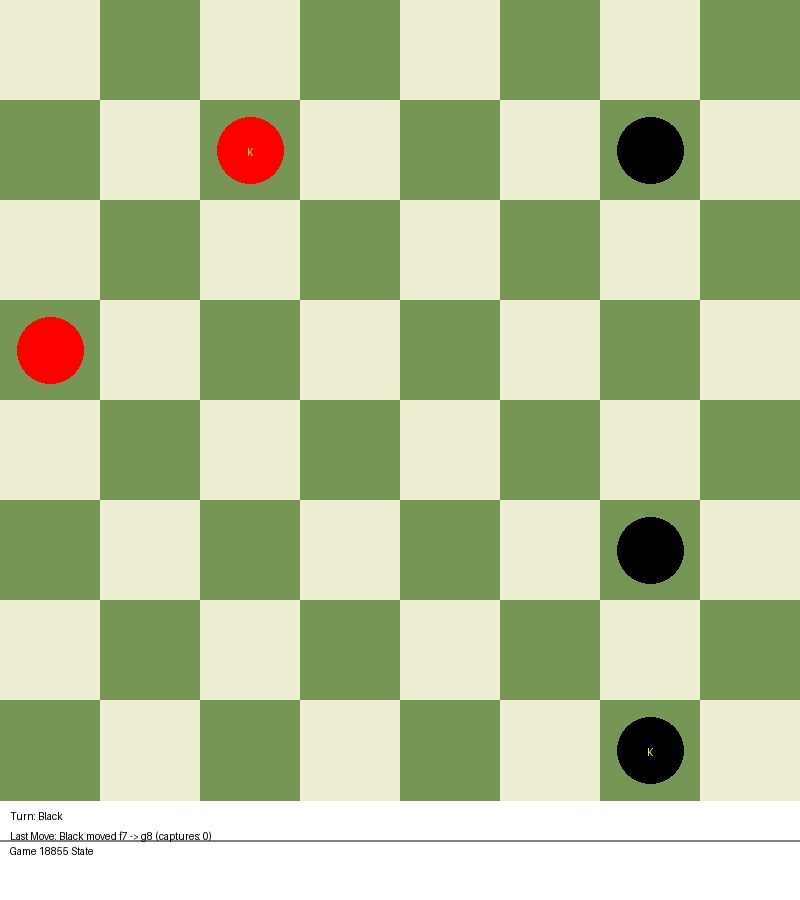 K
K
Turn: Black
Last Move: Black moved f7 -> g8 (captures: 0)
Game 18855 State